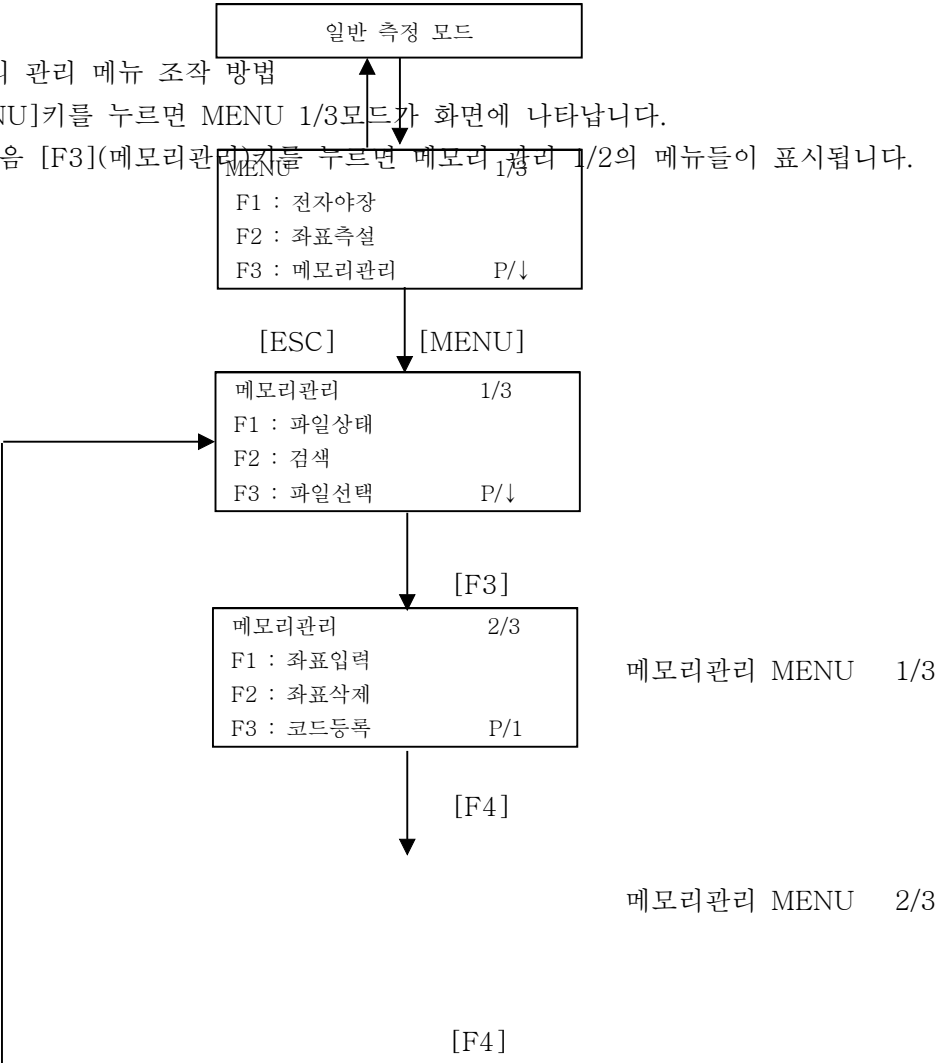 일반 측정 모드
관리 메뉴 조작 방법
NU]키를 누르면 MENU 1/3모드가 화면에 나타납니다.
음 [F3](메모리관리)키를 누르면 메모리 관리 1/2의 메뉴들이 표시됩니다.
MENU 1/3
F1 : 전자야장
F2 : 좌표측설
F3 : 메모리관리 P/↓
[ESC] [MENU]
메모리관리 1/3
F1 : 파일상태
F2 : 검색
F3 : 파일선택 P/↓
[F3]
메모리관리 2/3
F1 : 좌표입력
F2 : 좌표삭제
F3 : 코드등록 P/1
메모리관리 MENU 1/3
[F4]
메모리관리 MENU 2/3
[F4]